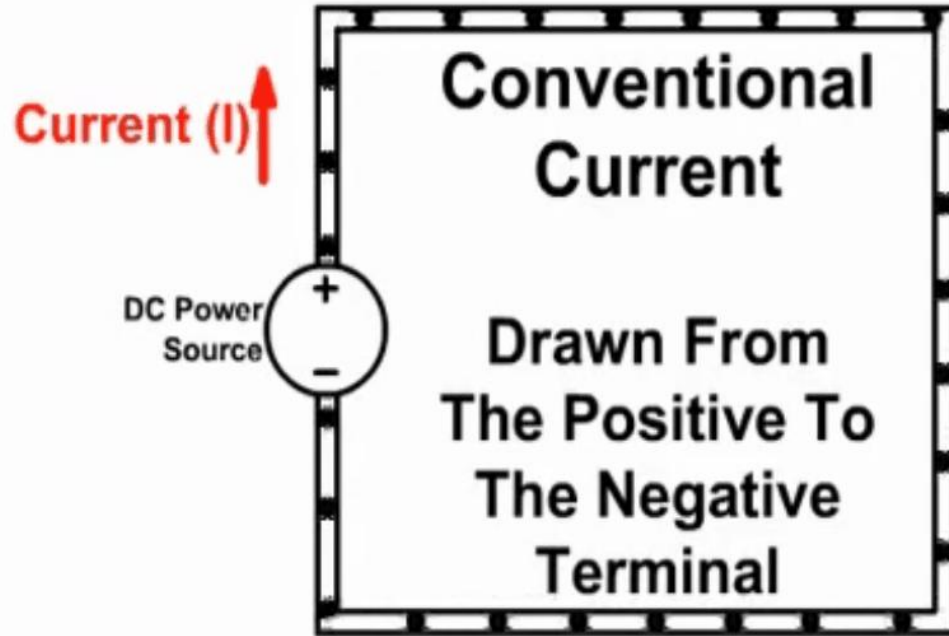 Conventional
Current
Current (I)
+
DC Power
Source
−
Drawn From
The Positive To
The Negative
Terminal